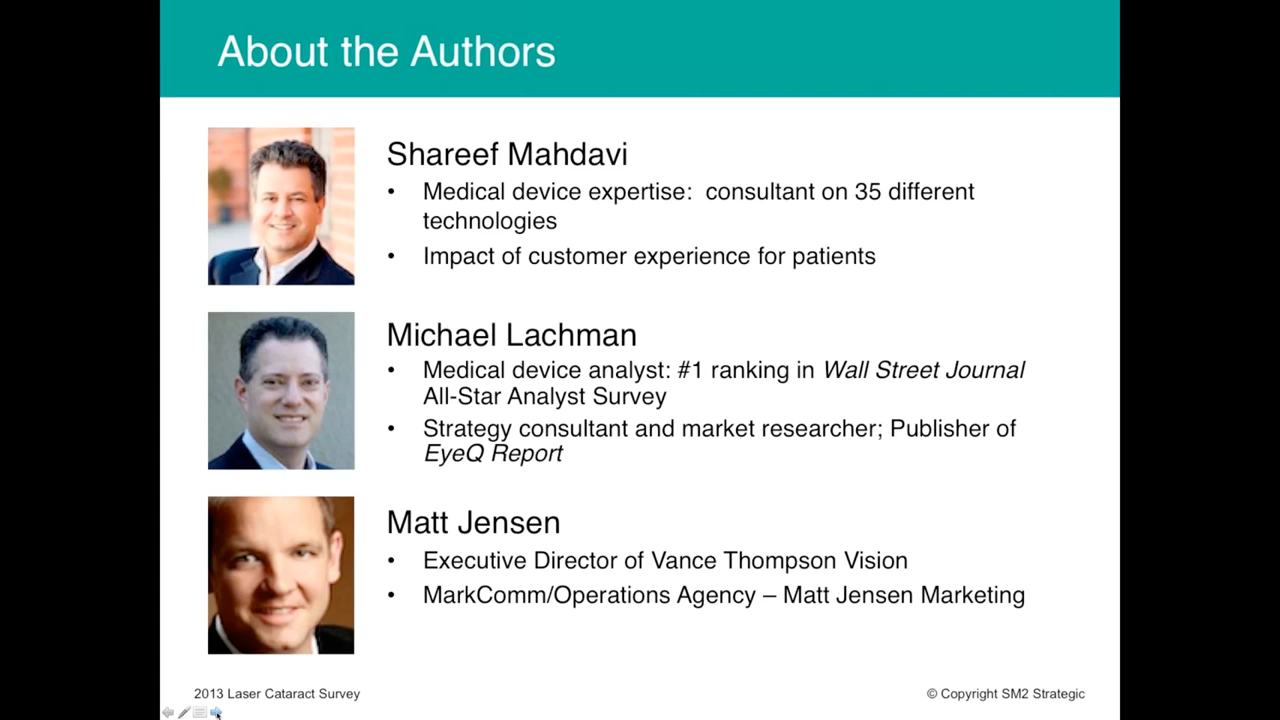 About the Authors
Shareef Mahdavi
• Medical device expertise:  consultant on 35 different
technologies
• Impact of customer experience for patients
Michael Lachman
• Medical device analyst: #1 ranking in Wall Street Journal
All-Star Analyst Survey
• Strategy consultant and market researcher; Publisher of
EyeQ Report
Matt Jensen
• Executive Director of Vance Thompson Vision
• MarkComm/Operations Agency – Matt Jensen Marketing
2013 Laser Cataract Survey
© Copyright SM2 Strategic